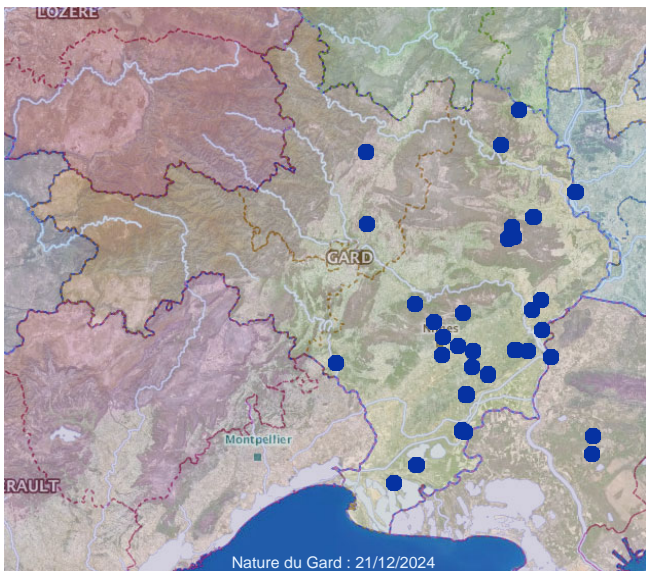 LOZERE
GARD
Nîmes
Montpellier
ERAULT
Nature du Gard : 21/12/2024